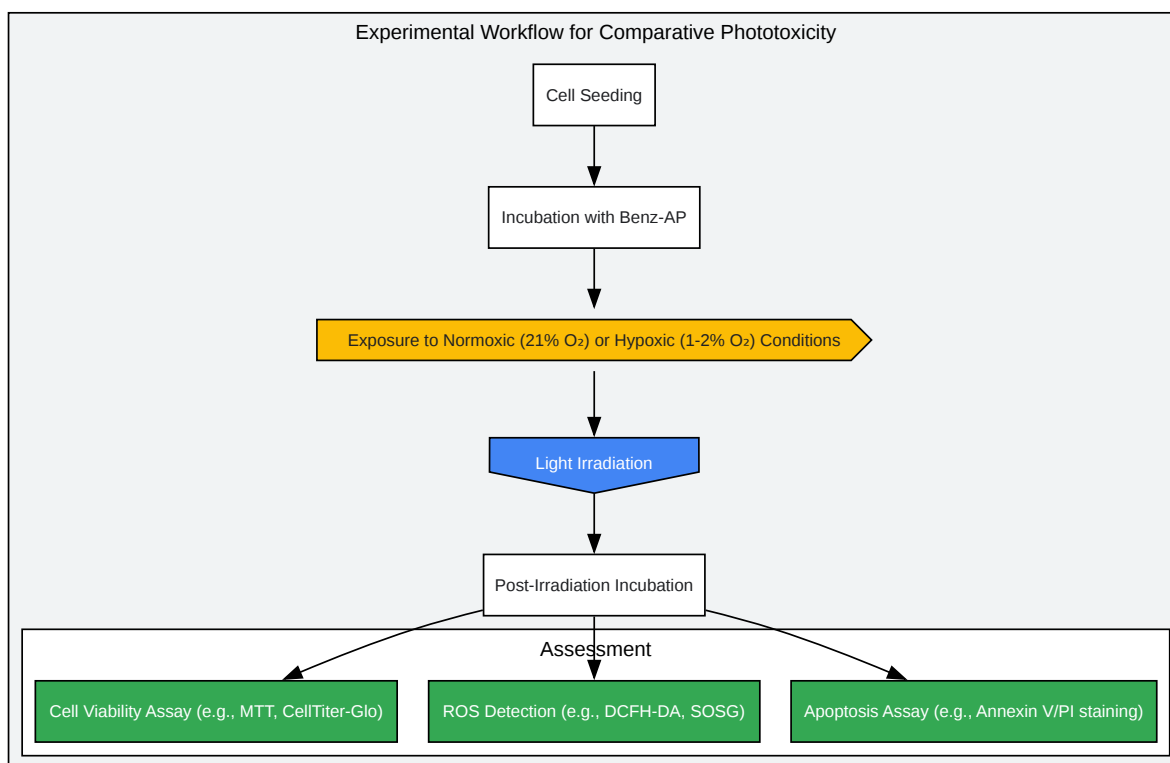 Experimental Workflow for Comparative Phototoxicity
Cell Seeding
Incubation with Benz-AP
Exposure to Normoxic (21% O₂) or Hypoxic (1-2% O₂) Conditions
Light Irradiation
Post-Irradiation Incubation
Assessment
Cell Viability Assay (e.g., MTT, CellTiter-Glo)
ROS Detection (e.g., DCFH-DA, SOSG)
Apoptosis Assay (e.g., Annexin V/PI staining)